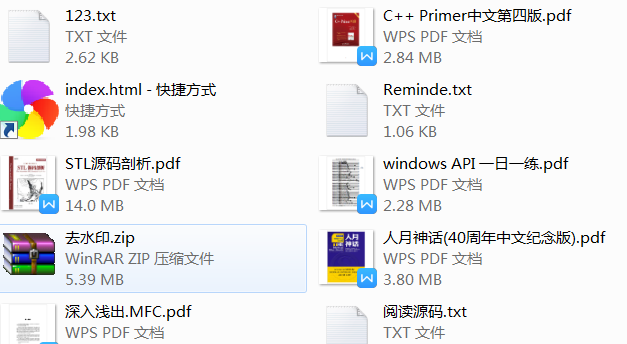 123.txt
TXT 文件
2.62 KB
C++ Primer中文第四版.pdf
WPS PDF 文档
2.84 MB
index.html - 快捷方式
快捷方式
1.98 KB
Reminde.txt
TXT 文件
1.06 KB
STL源码剖析.pdf
WPS PDF 文档
14.0 MB
windows API 一日一练.pdf
WPS PDF 文档
2.28 MB
去水印.zip
WinRAR ZIP 压缩文件
5.39 MB
人月神话(40周年中文纪念版).pdf
WPS PDF 文档
3.80 MB
深入浅出.MFC.pdf
WPS PDF 文档
阅读源码.txt
TXT 文件